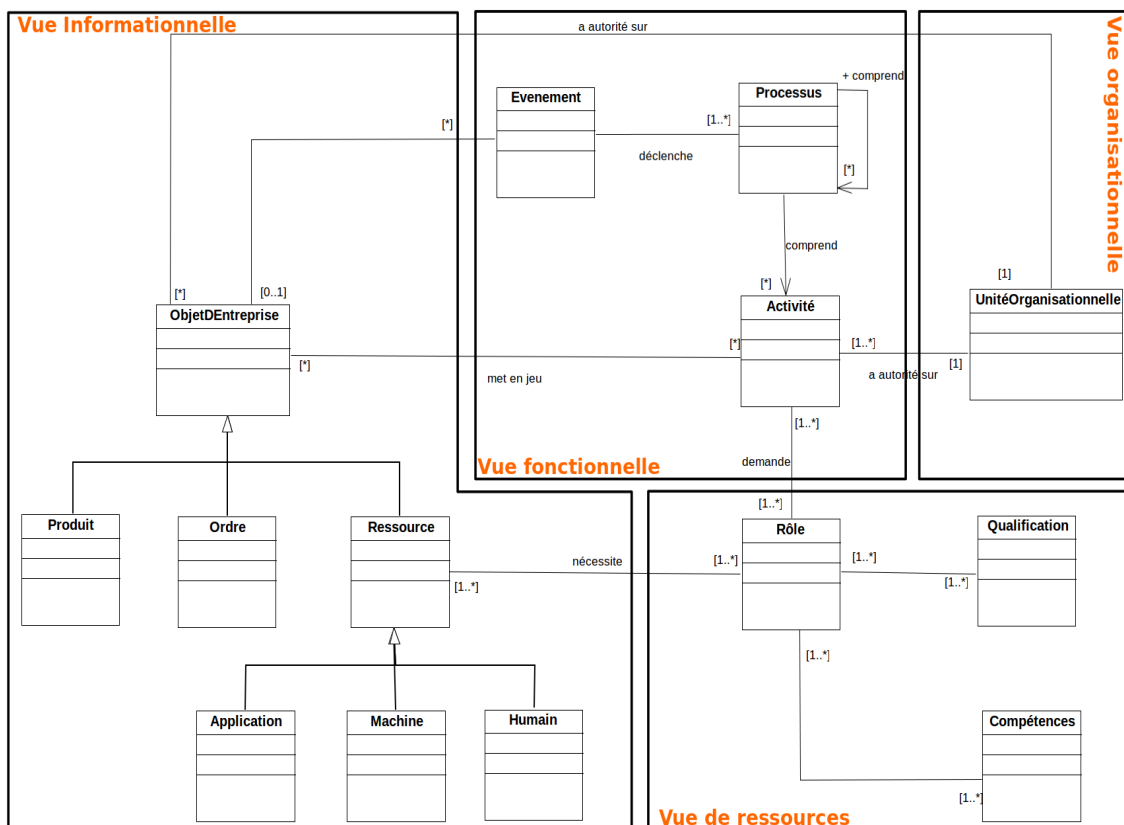 Vue Informationnelle
a autorité sur
Vue organisationnelle
+ comprend
Evenement
Processus
[*]
[1..*]
déclenche
[*]
comprend
[*]
[0..1]
[*]
[1]
ObjetDEntreprise
Activité
UnitéOrganisationnelle
[*]
[1..*]
[*]
[1]
met en jeu
a autorité sur
[1..*]
Vue fonctionnelle
demande
[1..*]
Produit
Ordre
Ressource
Rôle
Qualification
nécessite
[1..*]
[1..*]
[1..*]
[1..*]
[1..*]
Application
Machine
Humain
Compétences
[1..*]
Vue de ressources